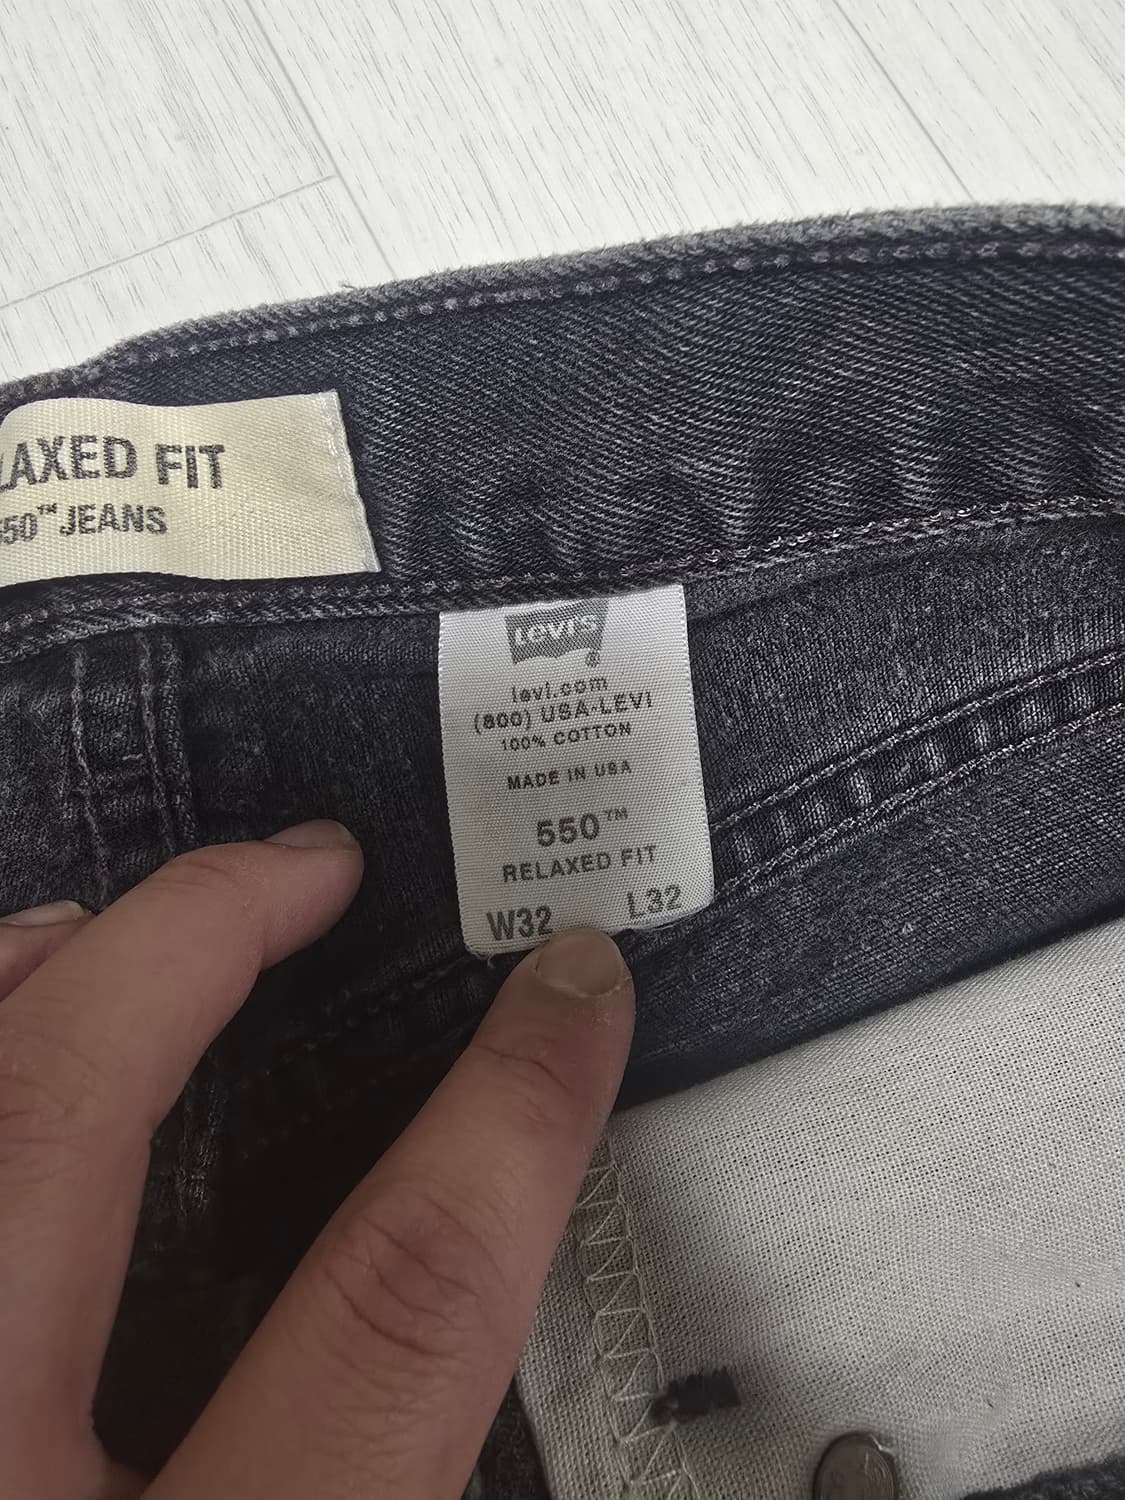 LAXED FIT
550™ JEANS
Levi's
®
levi.com
(800) USA-LEVI
100% COTTON
MADE IN USA
550™
RELAXED FIT
W32 L32